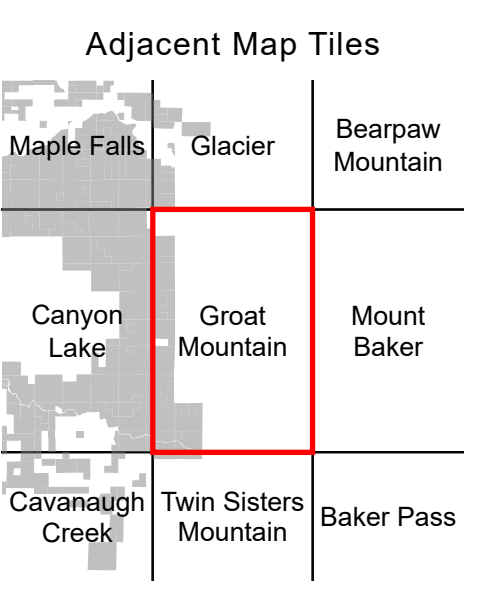 Adjacent Map Tiles
Maple Falls
Glacier
Bearpaw
Mountain
Canyon
Lake
Groat
Mountain
Mount
Baker
Cavanaugh
Creek
Twin Sisters
Mountain
Baker Pass